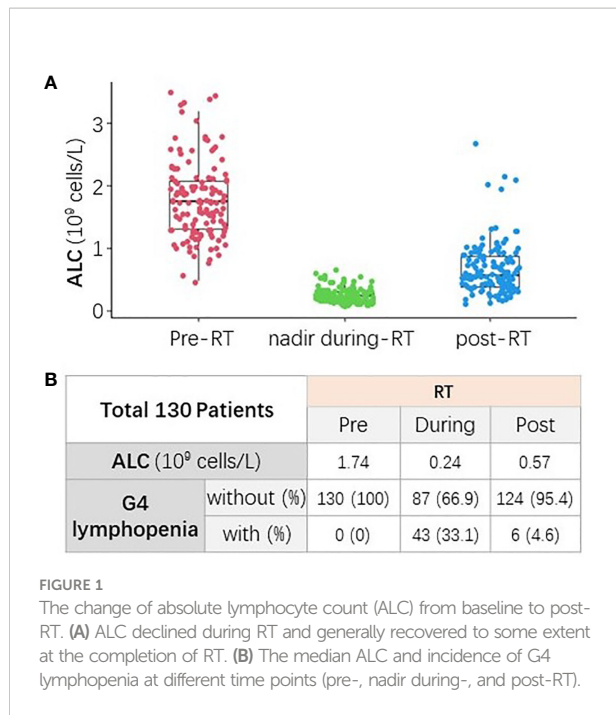 A
ALC (10⁹ cells/L)
3
2
1
0
Pre-RT nadir during-RT post-RT
B
Total 130 Patients RT
Pre During Post
ALC (10⁹ cells/L) 1.74 0.24 0.57
G4 lymphopenia without (%) 130 (100) 87 (66.9) 124 (95.4)
with (%) 0 (0) 43 (33.1) 6 (4.6)
FIGURE 1
The change of absolute lymphocyte count (ALC) from baseline to post-
RT. (A) ALC declined during RT and generally recovered to some extent
at the completion of RT. (B) The median ALC and incidence of G4
lymphopenia at different time points (pre-, nadir during-, and post-RT).